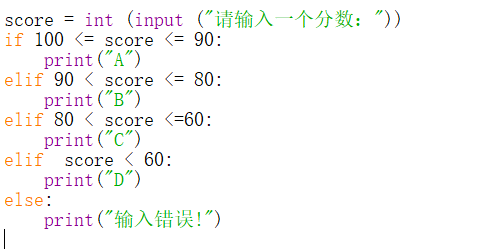 score = int (input ("请输入一个分数："))
if 100 <= score <= 90:
    print("A")
elif 90 < score <= 80:
    print("B")
elif 80 < score <=60:
    print("C")
elif  score < 60:
    print("D")
else:
    print("输入错误!")